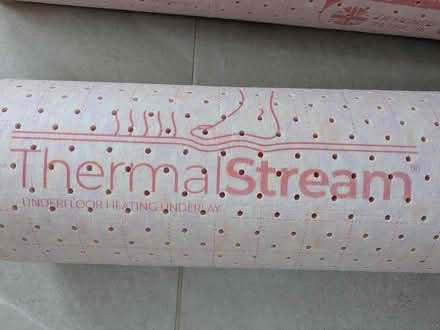 ThermalStream
UNDERFLOOR HEATING UNDERLAY